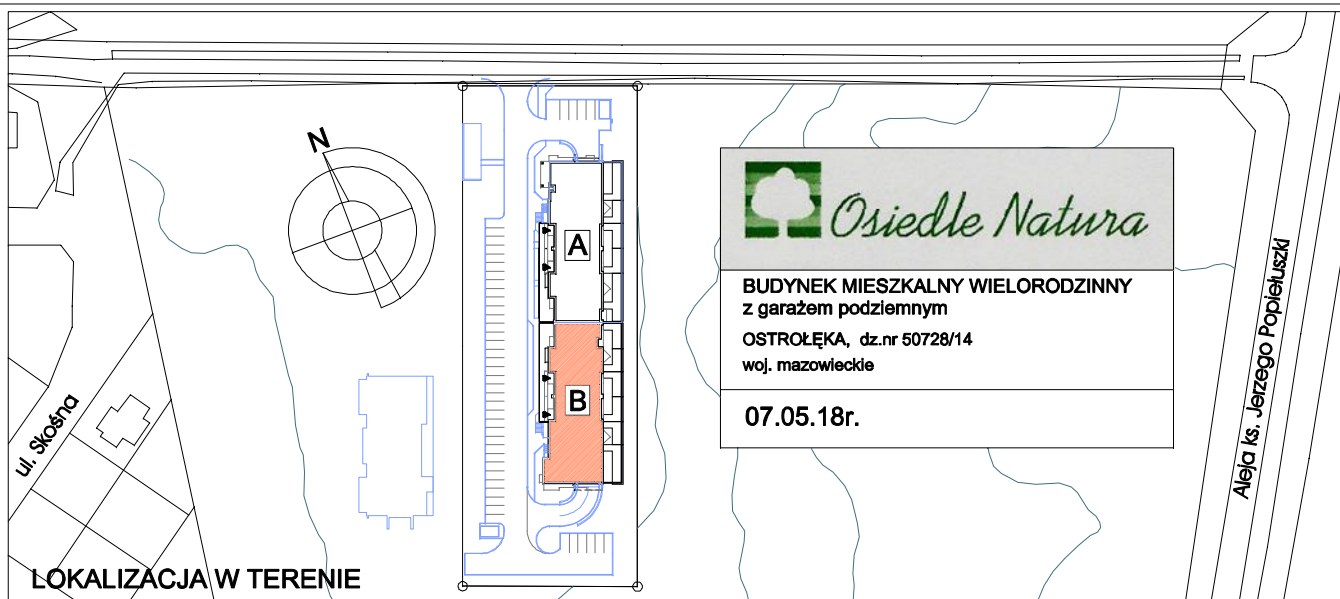 N
A
B
Osiedle Natura
BUDYNEK MIESZKALNY WIELORODZINNY
z garażem podziemnym
OSTROŁĘKA, dz.nr 50728/14
woj. mazowieckie
07.05.18r.
Aleja ks. Jerzego Popiełuszki
ul. Skośna
LOKALIZACJA W TERENIE